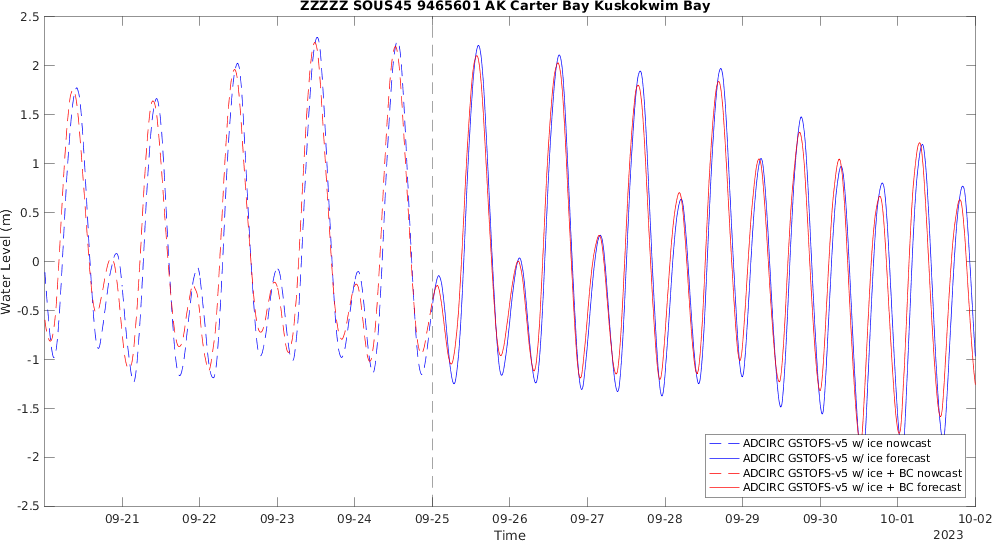 ZZZZZ SOUS45 9465601 AK Carter Bay Kuskokwim Bay
2.5
2
1.5
1
0.5
0
-0.5
-1
-1.5
-2
-2.5
Water Level (m)
09-21 09-22 09-23 09-24 09-25 09-26 09-27 09-28 09-29 09-30 10-01 10-02
Time
2023
ADCIRC GSTOFS-v5 w/ ice nowcast
ADCIRC GSTOFS-v5 w/ ice forecast
ADCIRC GSTOFS-v5 w/ ice + BC nowcast
ADCIRC GSTOFS-v5 w/ ice + BC forecast